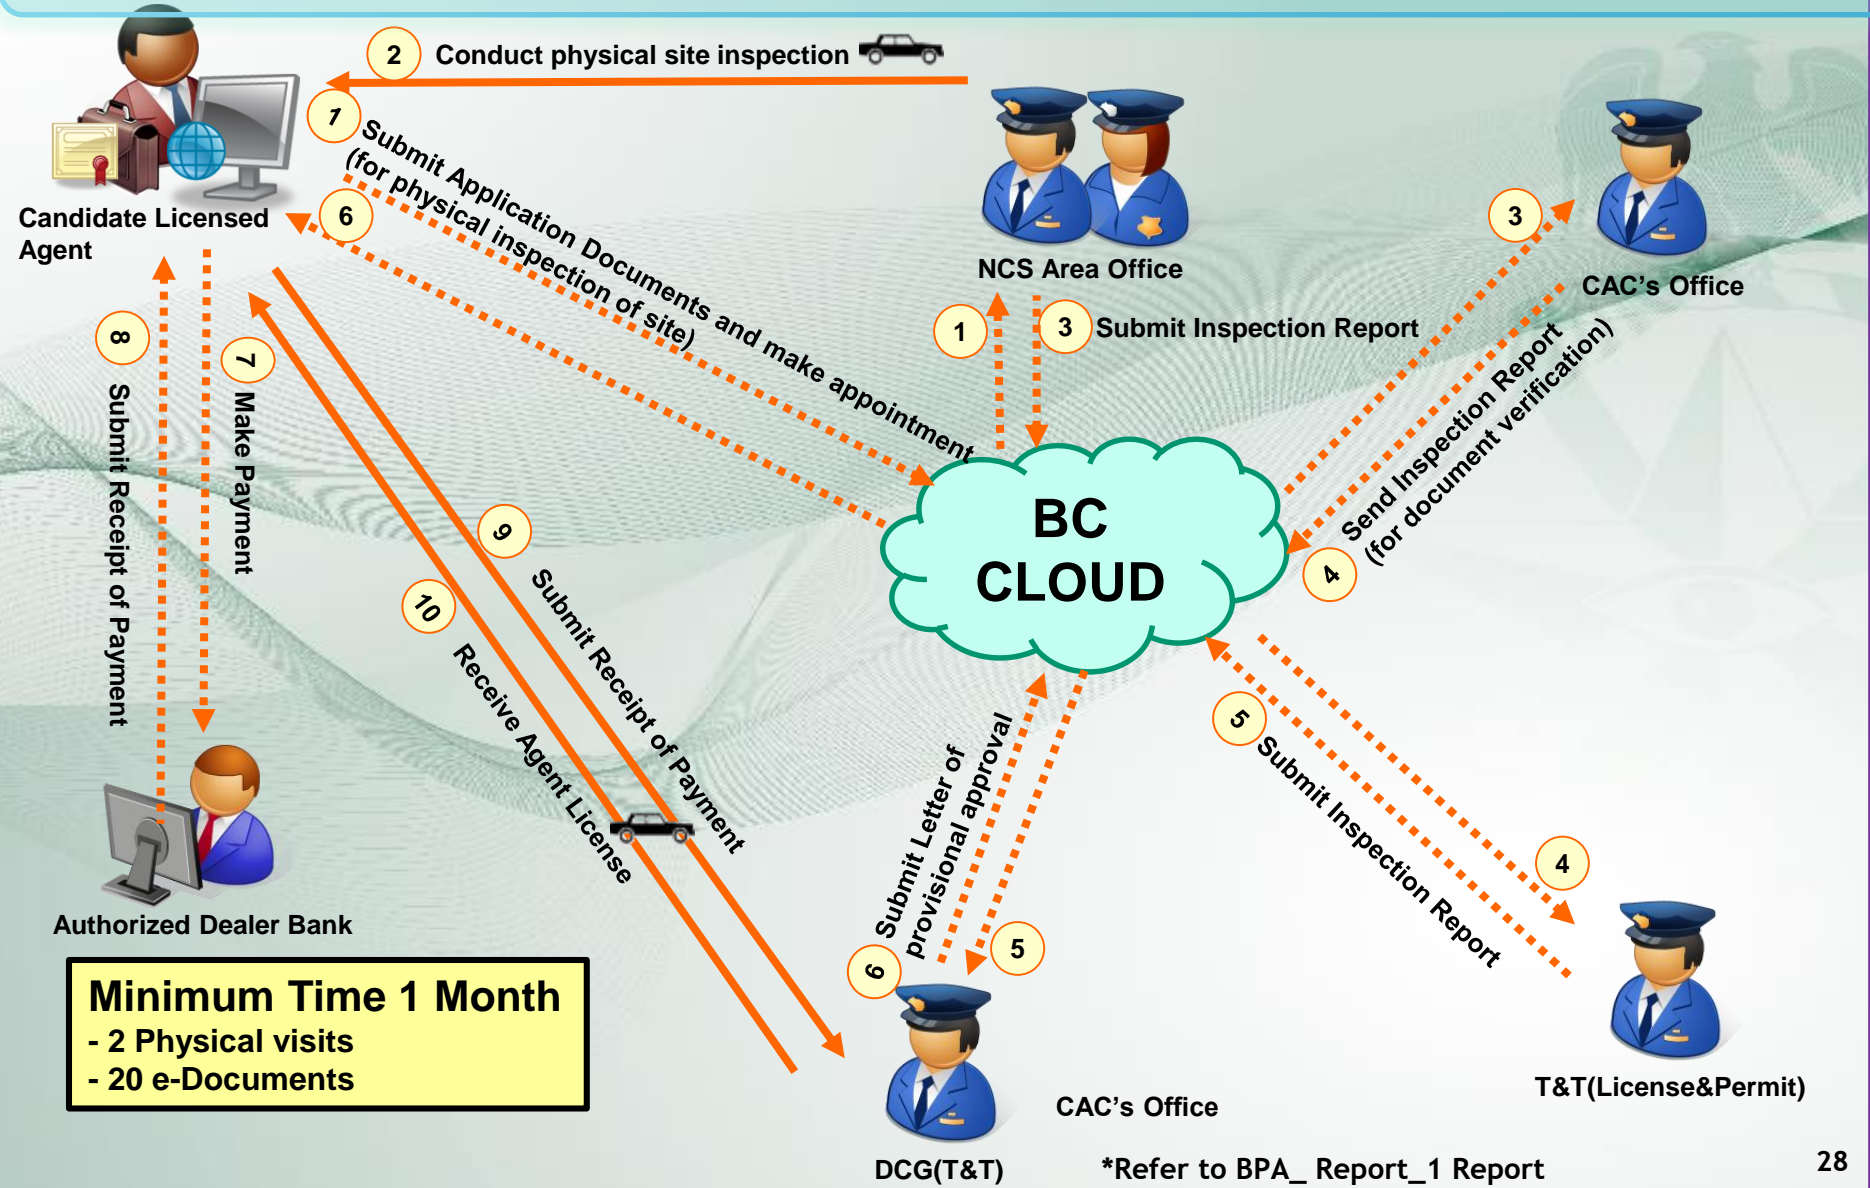 2
Conduct physical site inspection
1
Submit Application Documents and make appointment
(for physical inspection of site)
6
Candidate Licensed
Agent
NCS Area Office
3
CAC's Office
1
3
Submit Inspection Report
8
Submit Receipt of Payment
7
Make Payment
Send Inspection Report
(for document verification)
4
BC
CLOUD
9
Submit Receipt of Payment
10
Receive Agent License
5
Submit Inspection Report
4
6
Submit Letter of
provisional approval
5
Authorized Dealer Bank
Minimum Time 1 Month
- 2 Physical visits
- 20 e-Documents
T&T(License&Permit)
CAC's Office
DCG(T&T)
*Refer to BPA_ Report_1 Report
28